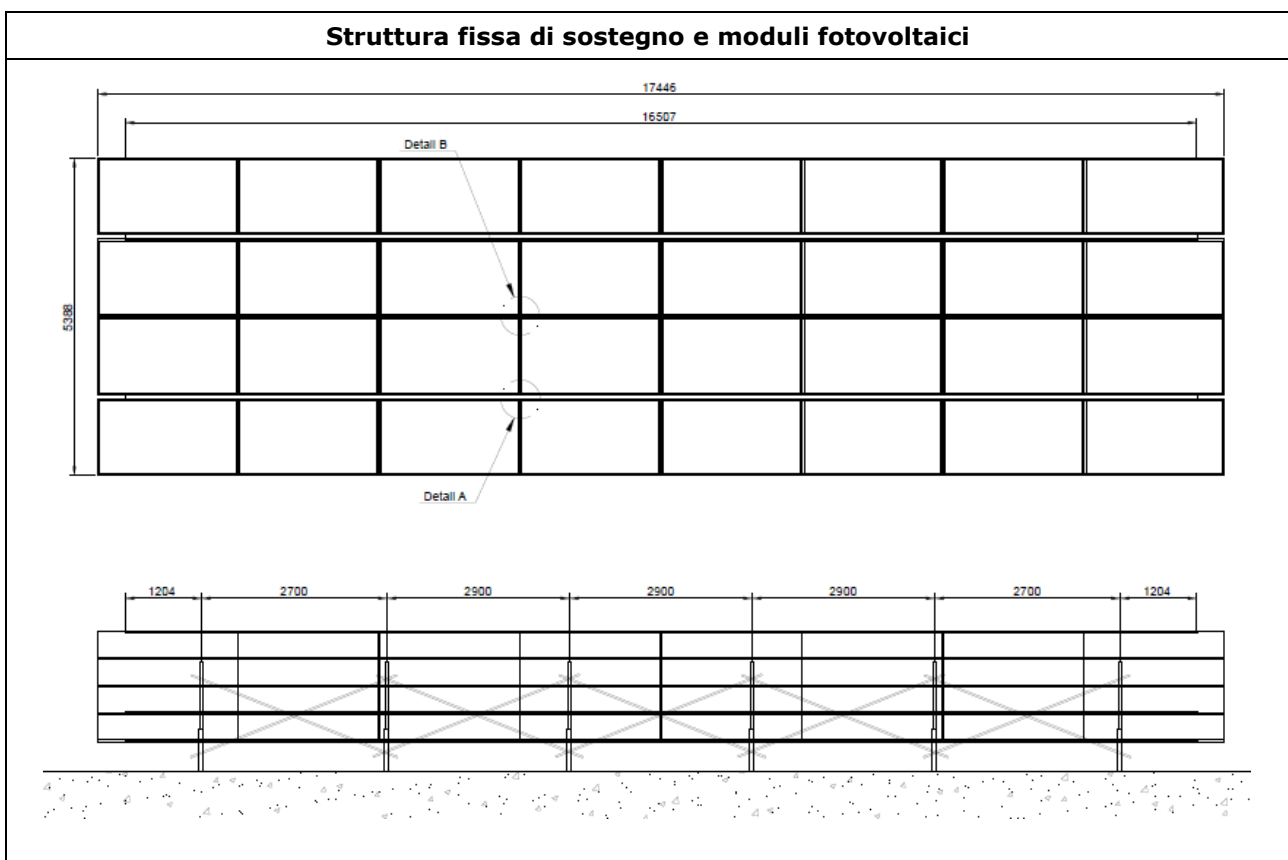 Struttura fissa di sostegno e moduli fotovoltaici
17446
16507
Detail B
5388
Detail A
1204 2700 2900 2900 2900 2700 1204